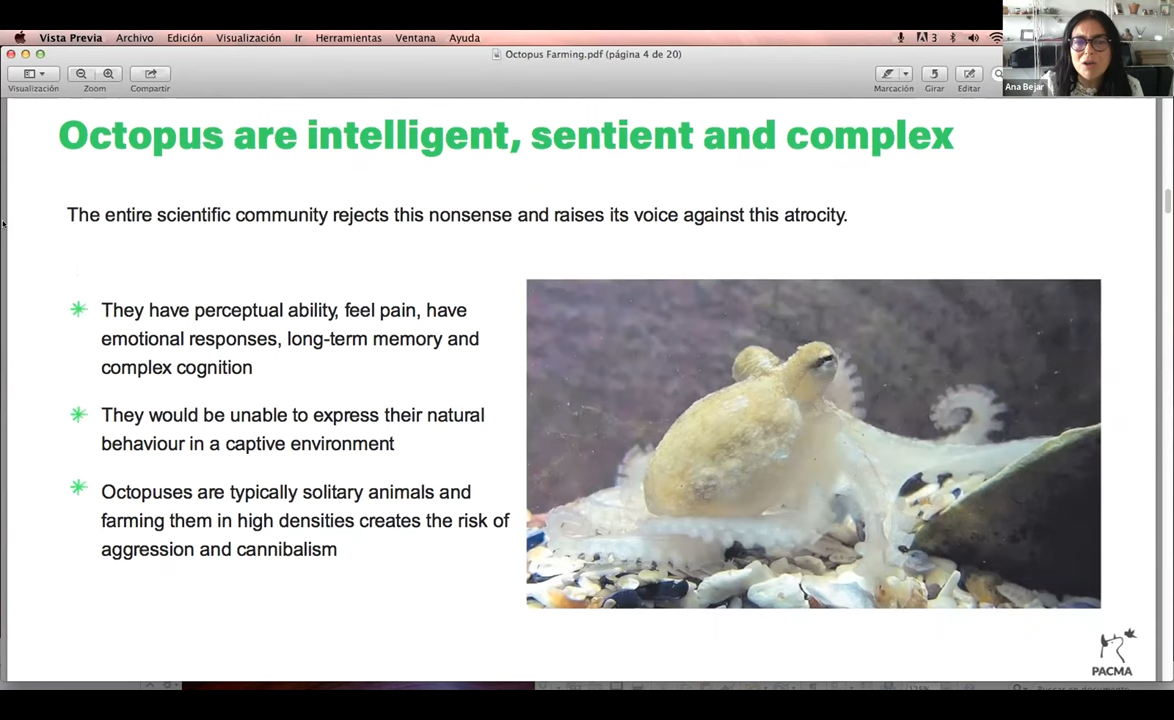 Vista Previa Archivo Edición Visualización Ir Herramientas Ventana Ayuda
3
Octopus Farming.pdf (página 4 de 20)
Visualización Zoom Compartir Marcación Girar Editar
Ana Bejar
Octopus are intelligent, sentient and complex
The entire scientific community rejects this nonsense and raises its voice against this atrocity.
They have perceptual ability, feel pain, have
emotional responses, long-term memory and
complex cognition
They would be unable to express their natural
behaviour in a captive environment
Octopuses are typically solitary animals and
farming them in high densities creates the risk of
aggression and cannibalism
PACMA